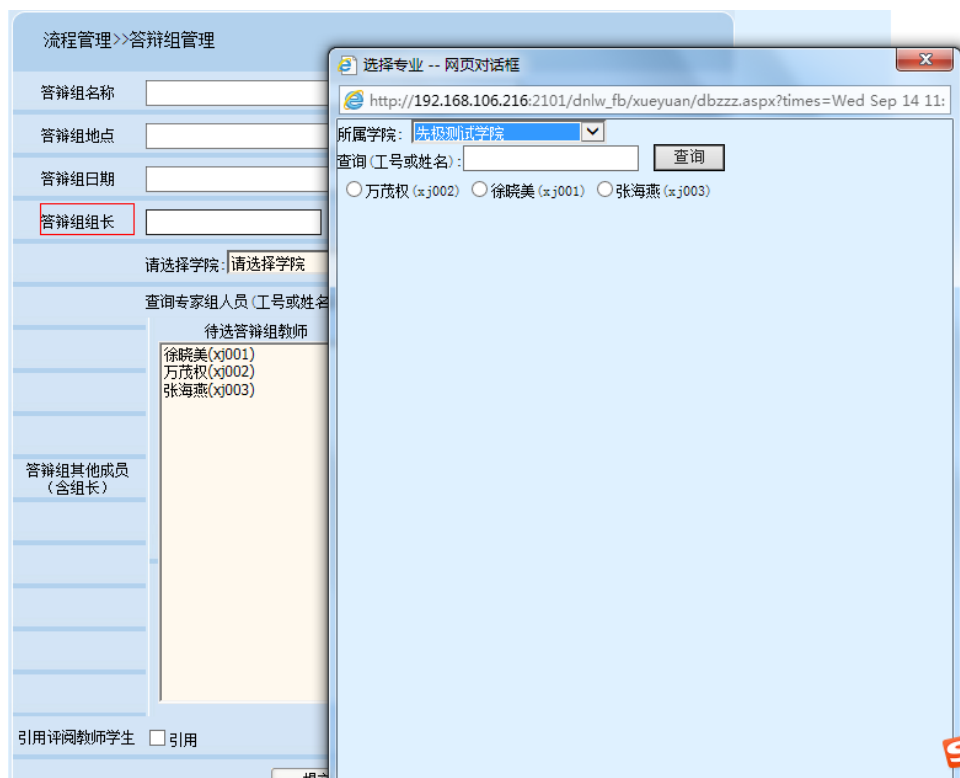 流程管理>>答辩组管理
选择专业 -- 网页对话框
http://192.168.106.216:2101/dnlw_fb/xueyuan/dbzzz.aspx?times=Wed Sep 14 11:
所属学院: 先极测试学院
查询(工号或姓名): 查询
万茂权(xj002) 徐晓美(xj001) 张海燕(xj003)
答辩组名称
答辩组地点
答辩组日期
答辩组组长
请选择学院: 请选择学院
查询专家组人员(工号或姓名
待选答辩组教师
徐晓美(xj001)
万茂权(xj002)
张海燕(xj003)
答辩组其他成员
(含组长)
引用评阅教师学生 引用